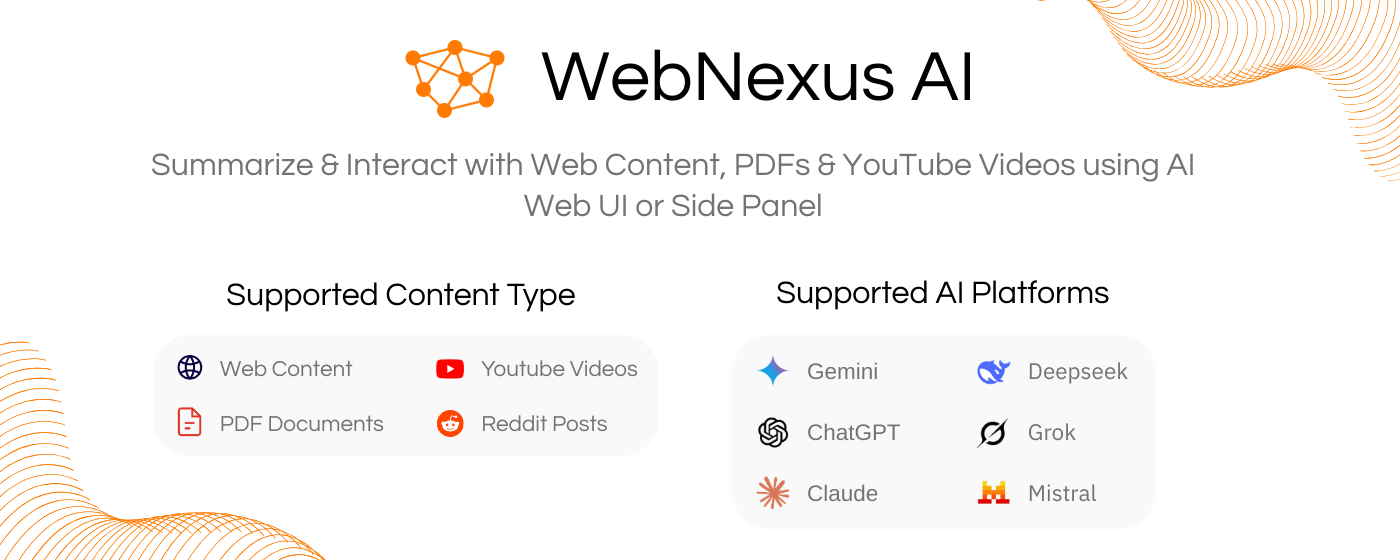 WebNexus AI
Summarize & Interact with Web Content, PDFs & YouTube Videos using AI
Web UI or Side Panel
Supported Content Type
Web Content
Youtube Videos
PDF Documents
Reddit Posts
Supported AI Platforms
Gemini
Deepseek
ChatGPT
Grok
Claude
Mistral